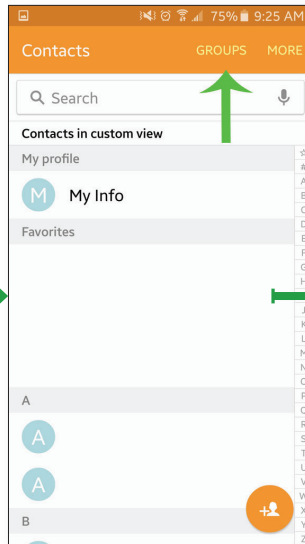 75% 9:25 AM
Contacts GROUPS MORE
Search
Contacts in custom view
My profile
M My Info
Favorites
#
A
B
C
D
E
F
G
H
J
K
L
M
N
O
P
Q
R
S
T
U
V
W
X
Y
Z
A
A
A
B